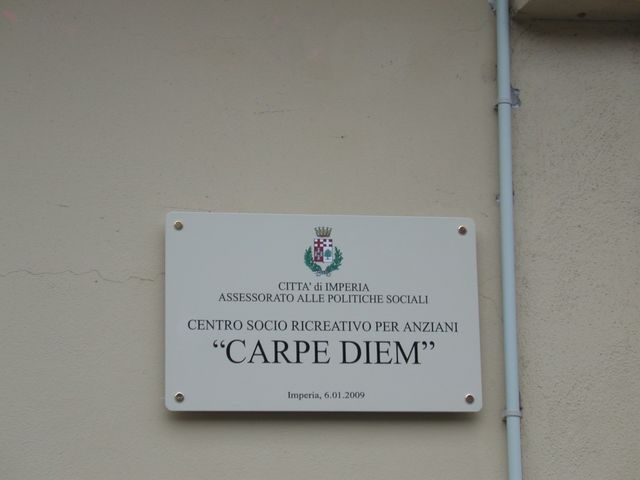 CITTA' di IMPERIA
ASSESSORATO ALLE POLITICHE SOCIALI
CENTRO SOCIO RICREATIVO PER ANZIANI
“CARPE DIEM”
Imperia, 6.01.2009